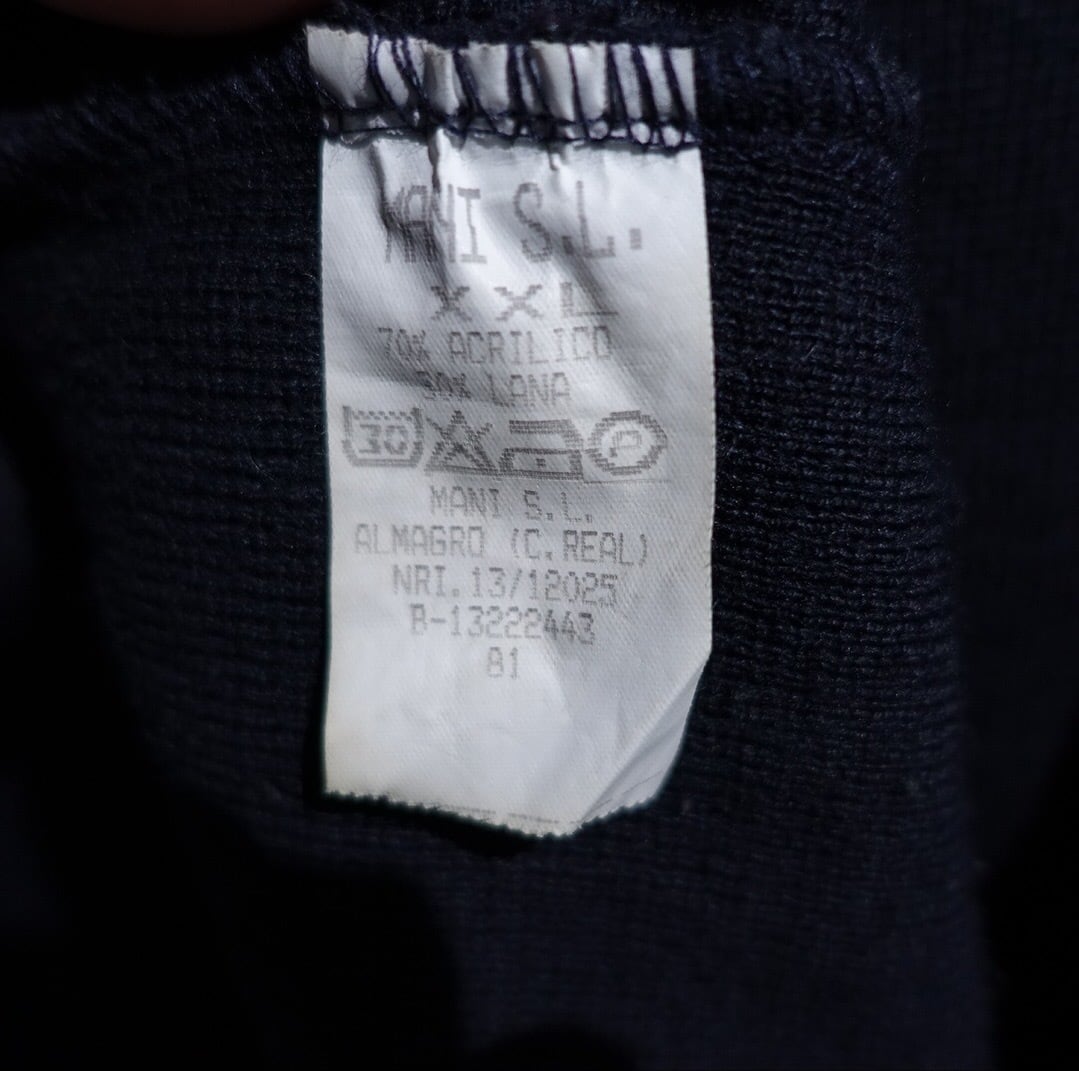 MANI S.L.
XXL
70% ACRILICO
30% LANA
30 P
MANI S.L.
ALMAGRO (C.REAL)
NRI.13/12025
B-13222443
81